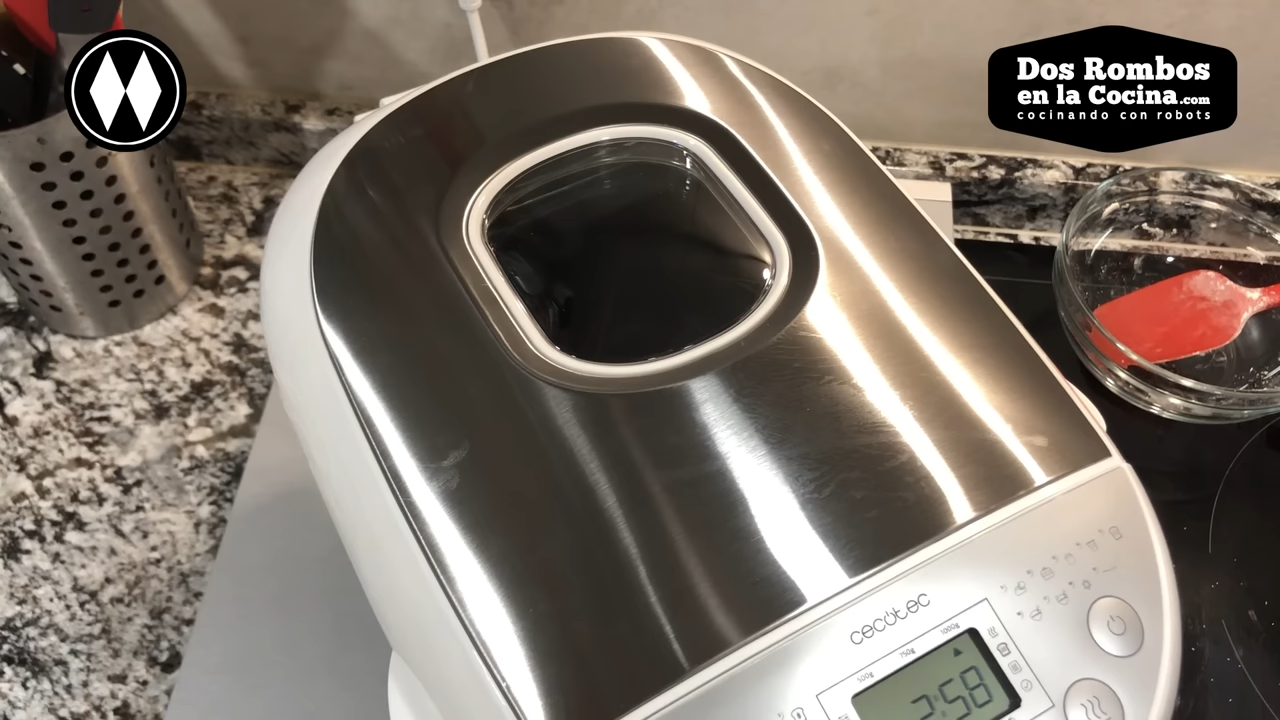 Dos Rombos
en la Cocina.com
cocinando con robots
cecotec
500g 750g 1000g
2:58